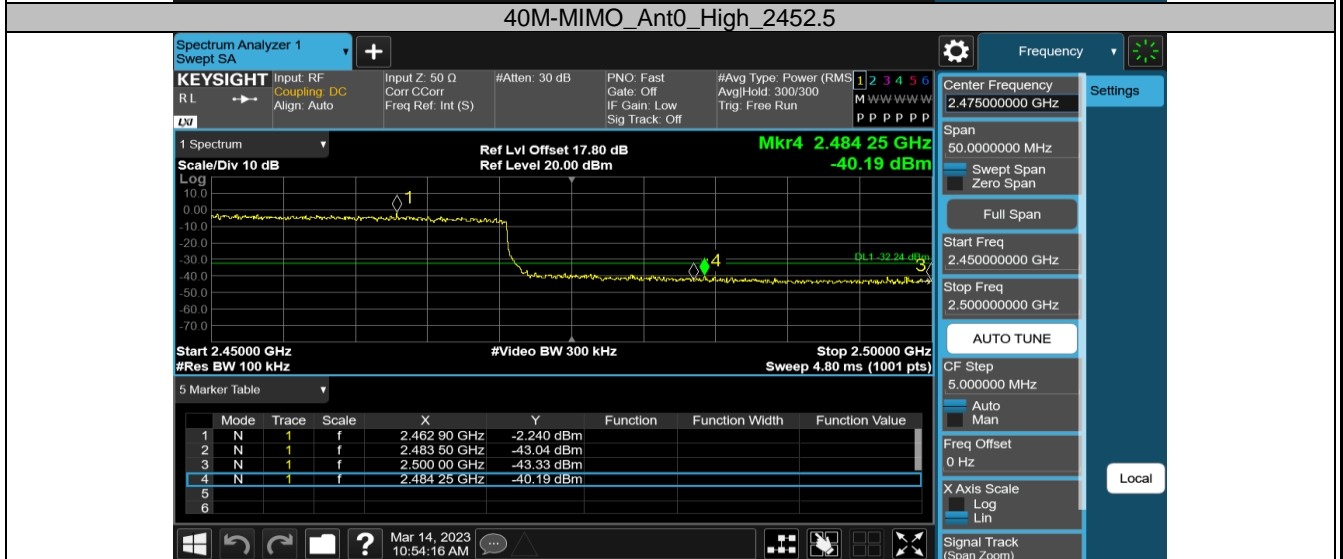 40M-MIMO_Ant0_High_2452.5
Spectrum Analyzer 1
Swept SA
+
Frequency
KEYSIGHT
RL
LXI
Input: RF
Coupling: DC
Align: Auto
Input Z: 50 Ω
Corr CCorr
Freq Ref: Int (S)
#Atten: 30 dB
PNO: Fast
Gate: Off
IF Gain: Low
Sig Track: Off
#Avg Type: Power (RMS
Avg|Hold: 300/300
Trig: Free Run
1 2 3 4 5 6
M W W W W W
P P P P P P
1 Spectrum
Scale/Div 10 dB
Ref Lvl Offset 17.80 dB
Ref Level 20.00 dBm
Mkr4 2.484 25 GHz
-40.19 dBm
Log
10.0
0.00
-10.0
-20.0
-30.0
-40.0
-50.0
-60.0
-70.0
1
4
3
DL1 -32.24 dBm
Start 2.45000 GHz
#Res BW 100 kHz
#Video BW 300 kHz
Stop 2.50000 GHz
Sweep 4.80 ms (1001 pts)
5 Marker Table
Mode Trace Scale X Y Function Function Width Function Value
1 N 1 f 2.462 90 GHz -2.240 dBm
2 N 1 f 2.483 50 GHz -43.04 dBm
3 N 1 f 2.500 00 GHz -43.33 dBm
4 N 1 f 2.484 25 GHz -40.19 dBm
5
6
Center Frequency
2.475000000 GHz
Settings
Span
50.0000000 MHz
Swept Span
Zero Span
Full Span
Start Freq
2.450000000 GHz
Stop Freq
2.500000000 GHz
AUTO TUNE
CF Step
5.000000 MHz
Auto
Man
Freq Offset
0 Hz
X Axis Scale
Log
Lin
Signal Track
(Span Zoom)
Local
?
Mar 14, 2023
10:54:16 AM